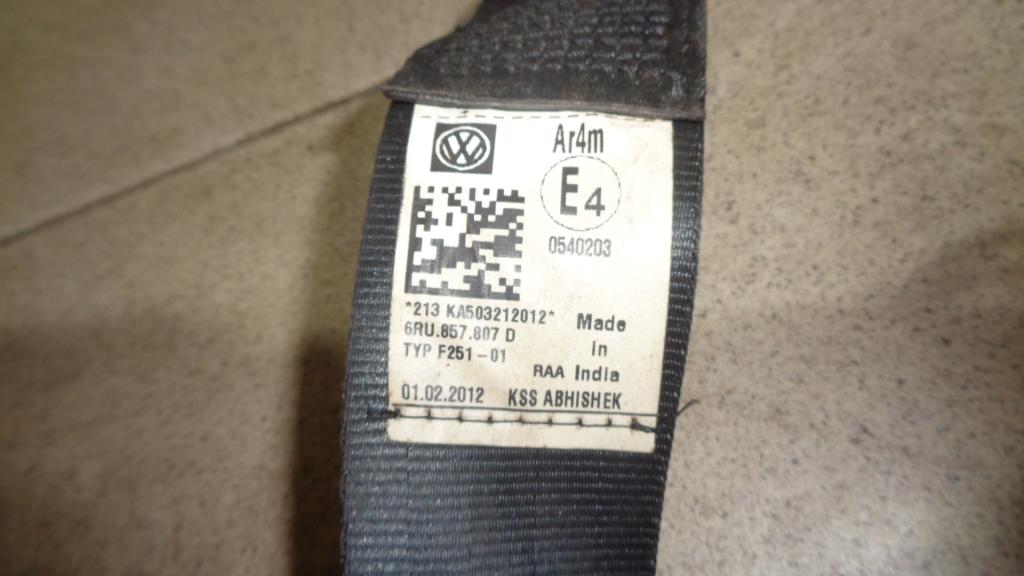 Ar4m
E4
0540203
*213 KA503212012*
6RU.857.807 D
TYP F251-01
Made
in
RAA India
01.02.2012 KSS ABHISHEK